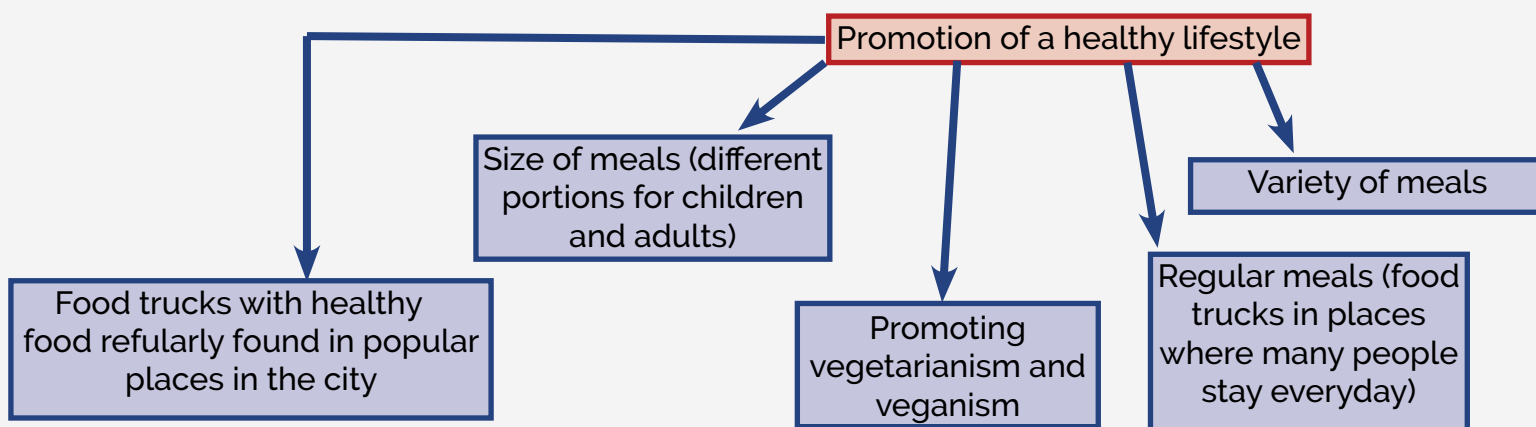 Promotion of a healthy lifestyle
Size of meals (different
portions for children
and adults)
Variety of meals
Food trucks with healthy
food refularly found in popular
places in the city
Promoting
vegetarianism and
veganism
Regular meals (food
trucks in places
where many people
stay everyday)